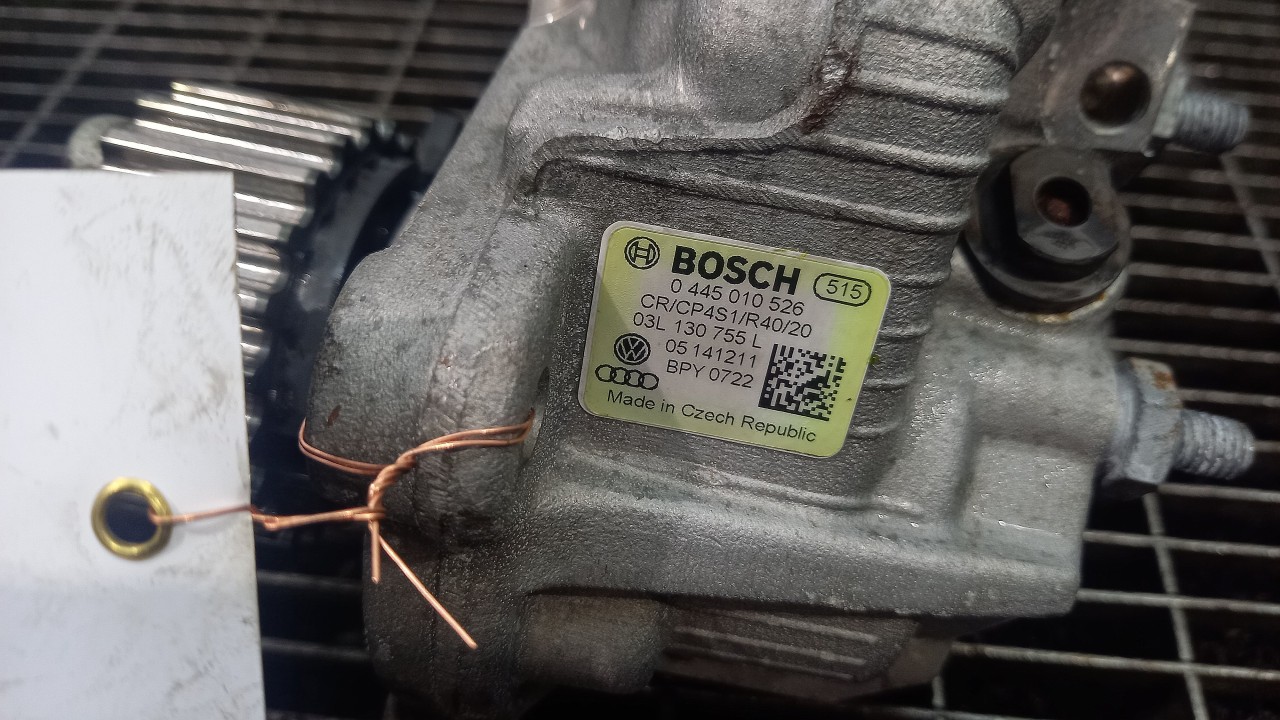 BOSCH 515
0 445 010 526
CR/CP4S1/R40/20
03L 130 755 L
05 141211
BPY 0722
Made in Czech Republic